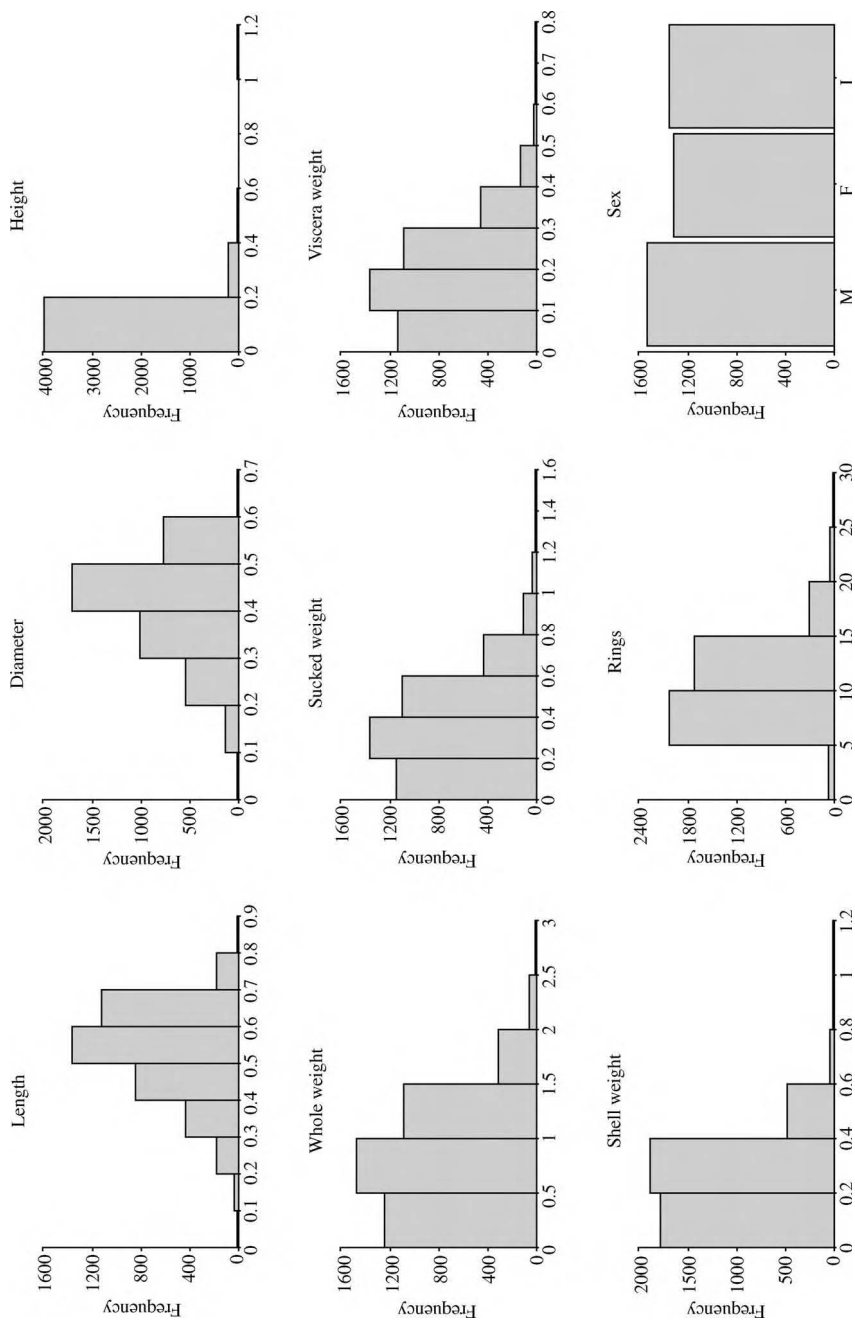 Length
Frequency
1600
1200
800
400
0
0 0.1 0.2 0.3 0.4 0.5 0.6 0.7 0.8 0.9
Diameter
Frequency
2000
1500
1000
500
0
0 0.1 0.2 0.3 0.4 0.5 0.6 0.7
Height
Frequency
4000
3000
2000
1000
0
0 0.2 0.4 0.6 0.8 1 1.2
Whole weight
Frequency
1600
1200
800
400
0
0 0.5 1 1.5 2 2.5 3
Sucked weight
Frequency
1600
1200
800
400
0
0 0.2 0.4 0.6 0.8 1 1.2 1.4 1.6
Viscera weight
Frequency
1600
1200
800
400
0
0 0.1 0.2 0.3 0.4 0.5 0.6 0.7 0.8
Shell weight
Frequency
2000
1500
1000
500
0
0 0.2 0.4 0.6 0.8 1 1.2
Rings
Frequency
2400
1800
1200
600
0
0 5 10 15 20 25 30
Sex
Frequency
1600
1200
800
400
0
M F I